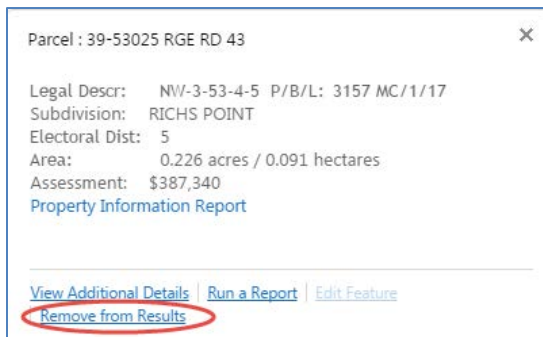 Parcel : 39-53025 RGE RD 43
Legal Descr: NW-3-53-4-5 P/B/L: 3157 MC/1/17
Subdivision: RICHS POINT
Electoral Dist: 5
Area: 0.226 acres / 0.091 hectares
Assessment: $387,340
Property Information Report
View Additional Details | Run a Report | Edit Feature
Remove from Results